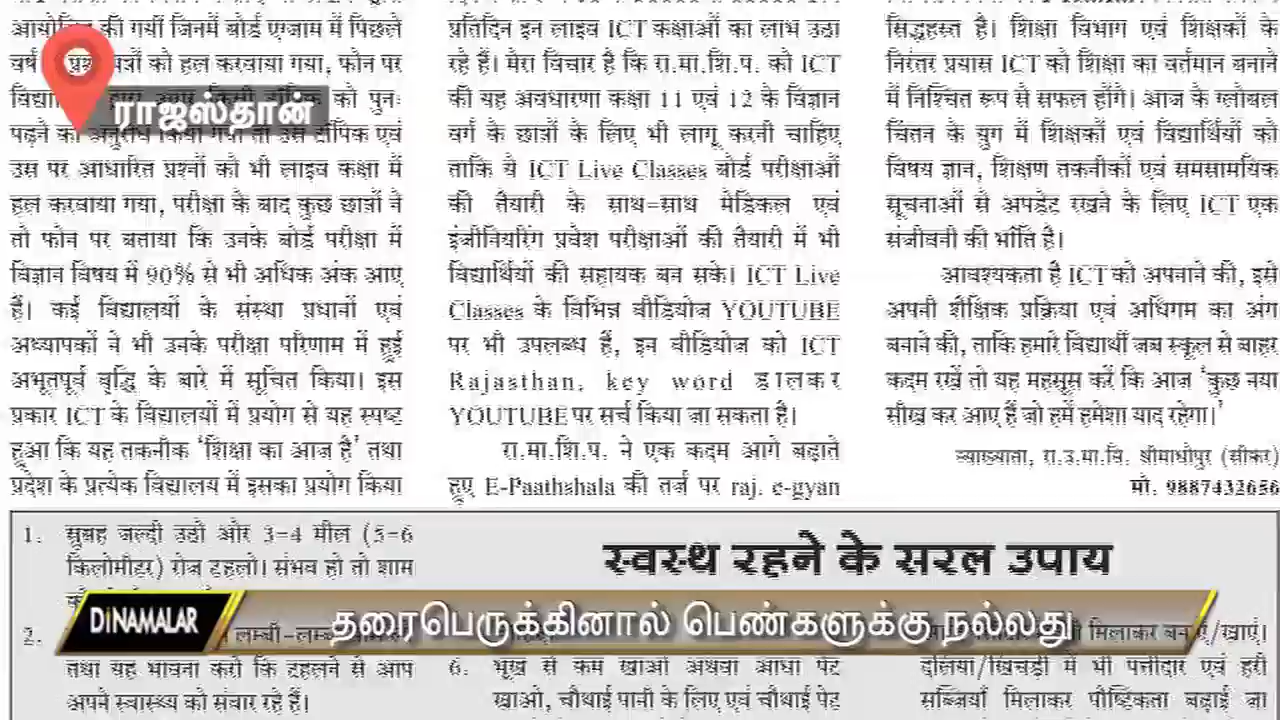 आयोजित की गयीं जिनमें बोर्ड एग्जाम में पिछले
वर्ष पत्रों को हल करवाया गया, फोन पर
ராஜஸ்தான்
को पुनः
पढ़ने का अनुरोध किया गया तो उस टॉपिक एवं
उस पर आधारित प्रश्नों को भी लाइव कक्षा में
हल करवाया गया, परीक्षा के बाद कुछ छात्रों ने
तो फोन पर बताया कि उनके बोर्ड परीक्षा में
विज्ञान विषय में 90% से भी अधिक अंक आए
हैं। कई विद्यालयों के संस्था प्रधानों एवं
अध्यापकों ने भी उनके परीक्षा परिणाम में हुई
अभूतपूर्व वृद्धि के बारे में सूचित किया। इस
प्रकार ICT के विद्यालयों में प्रयोग से यह स्पष्ट
हुआ कि यह तकनीक 'शिक्षा का आज है' तथा
प्रदेश के प्रत्येक विद्यालय में इसका प्रयोग किया
प्रतिदिन इन लाइव ICT कक्षाओं का लाभ उठा
रहे हैं। मेरा विचार है कि रा.मा.शि.प. को ICT
की यह अवधारणा कक्षा 11 एवं 12 के विज्ञान
वर्ग के छात्रों के लिए भी लागू करनी चाहिए
ताकि ये ICT Live Classes बोर्ड परीक्षाओं
की तैयारी के साथ-साथ मेडिकल एवं
इंजीनियरिंग प्रवेश परीक्षाओं की तैयारी में भी
विद्यार्थियों की सहायक बन सके। ICT Live
Classes के विभिन्न वीडियोज YOUTUBE
पर भी उपलब्ध हैं, इन वीडियोज को ICT
Rajasthan, key word डालकर
YOUTUBE पर सर्च किया जा सकता है।
रा.मा.शि.प. ने एक कदम आगे बढ़ाते
हुए E-Paathshala की तर्ज पर raj. e-gyan
सिद्धहस्त है। शिक्षा विभाग एवं शिक्षकों के
निरंतर प्रयास ICT को शिक्षा का वर्तमान बनाने
में निश्चित रूप से सफल होंगे। आज के ग्लोबल
चिंतन के युग में शिक्षकों एवं विद्यार्थियों को
विषय ज्ञान, शिक्षण तकनीकों एवं समसामयिक
सूचनाओं से अपडेट रखने के लिए ICT एक
संजीवनी की भाँति है।
आवश्यकता है ICT को अपनाने की, इसे
अपनी शैक्षिक प्रक्रिया एवं अधिगम का अंग
बनाने की, ताकि हमारे विद्यार्थी जब स्कूल से बाहर
कदम रखें तो यह महसूस करें कि आज 'कुछ नया
सीख कर आए हैं जो हमें हमेशा याद रहेगा।'
व्याख्याता, रा.उ.मा.वि. श्रीमाधोपुर (सीकर)
मो. 9887432656
स्वस्थ रहने के सरल उपाय
1. सुबह जल्दी उठो और 3-4 मील (5-6
किलोमीटर) रोज टहलो। संभव हो तो शाम
DiNAMALAR
தரைபெருக்கினால் பெண்களுக்கு நல்லது
2.
तथा यह भावना करो कि टहलने से आप
अपने स्वास्थ्य को संवार रहे हैं।
6. भूख से कम खाओ अथवा आधा पेट
खाओ, चौथाई पानी के लिए एवं चौथाई पेट
मिलाकर बनाएँ/खाएं।
दलिया/खिचड़ी में भी पत्तीदार एवं हरी
सब्जियाँ मिलाकर पौष्टिकता बढ़ाई जा